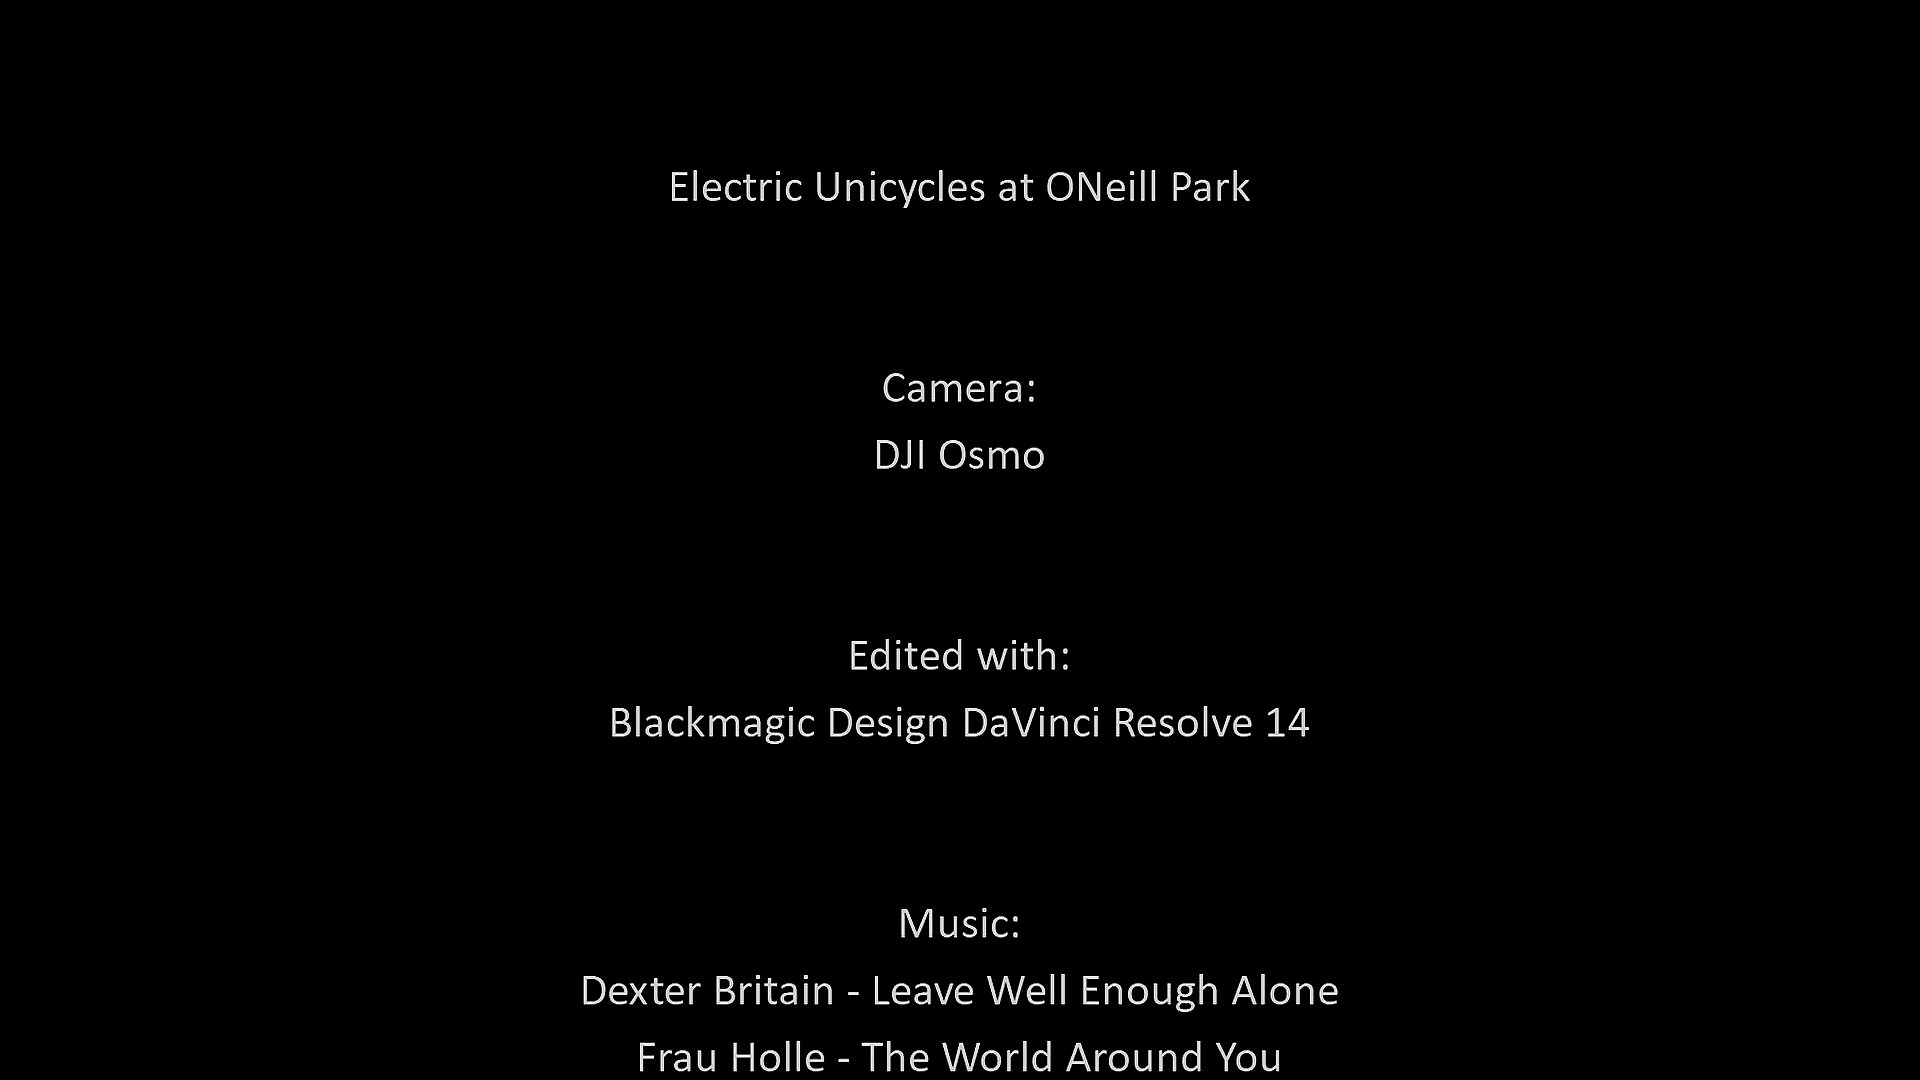 Electric Unicycles at ONeill Park
Camera:
DJI Osmo
Edited with:
Blackmagic Design DaVinci Resolve 14
Music:
Dexter Britain - Leave Well Enough Alone
Frau Holle - The World Around You